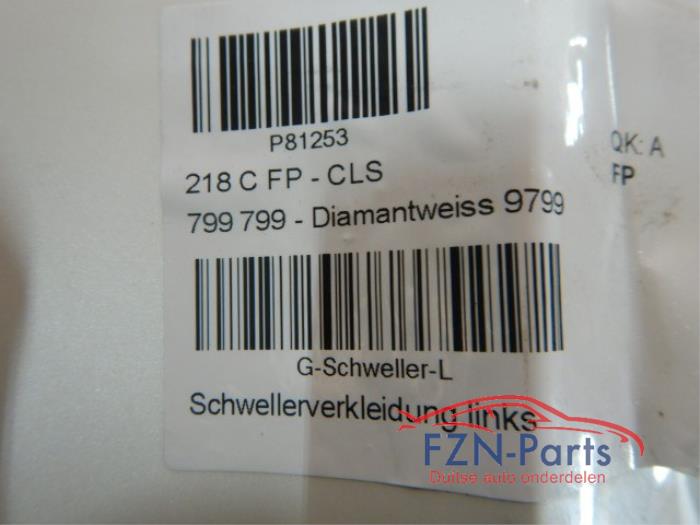 P81253
218 C FP - CLS
799 799 - Diamantweiss 9799
QK: A
FP
G-Schweller-L
Schwellerverkleidung links
FZN-Parts
Duitse auto onderdelen